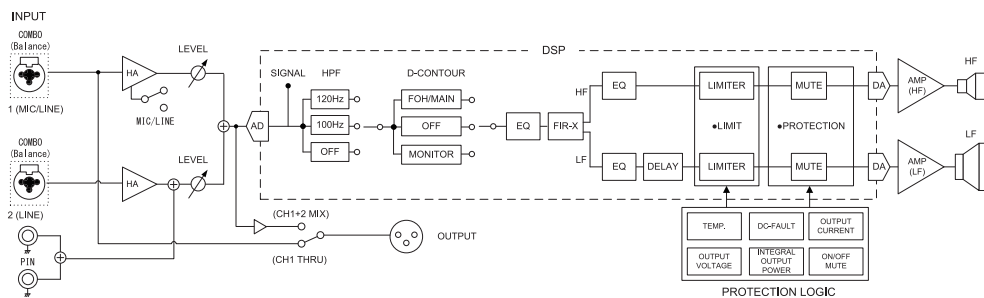 INPUT
COMBO
(Balance)
1 (MIC/LINE)
HA
LEVEL
MIC/LINE
COMBO
(Balance)
2 (LINE)
HA
LEVEL
PIN
(CH1+2 MIX)
(CH1 THRU)
OUTPUT
DSP
AD
SIGNAL
HPF
120Hz
100Hz
OFF
D-CONTOUR
FOH/MAIN
OFF
MONITOR
EQ
FIR-X
HF
EQ
LIMITER
MUTE
DA
AMP
(HF)
HF
●LIMIT
●PROTECTION
LF
EQ
DELAY
LIMITER
MUTE
DA
AMP
(LF)
LF
TEMP.
DC-FAULT
OUTPUT
CURRENT
OUTPUT
VOLTAGE
INTEGRAL
OUTPUT
POWER
ON/OFF
MUTE
PROTECTION LOGIC